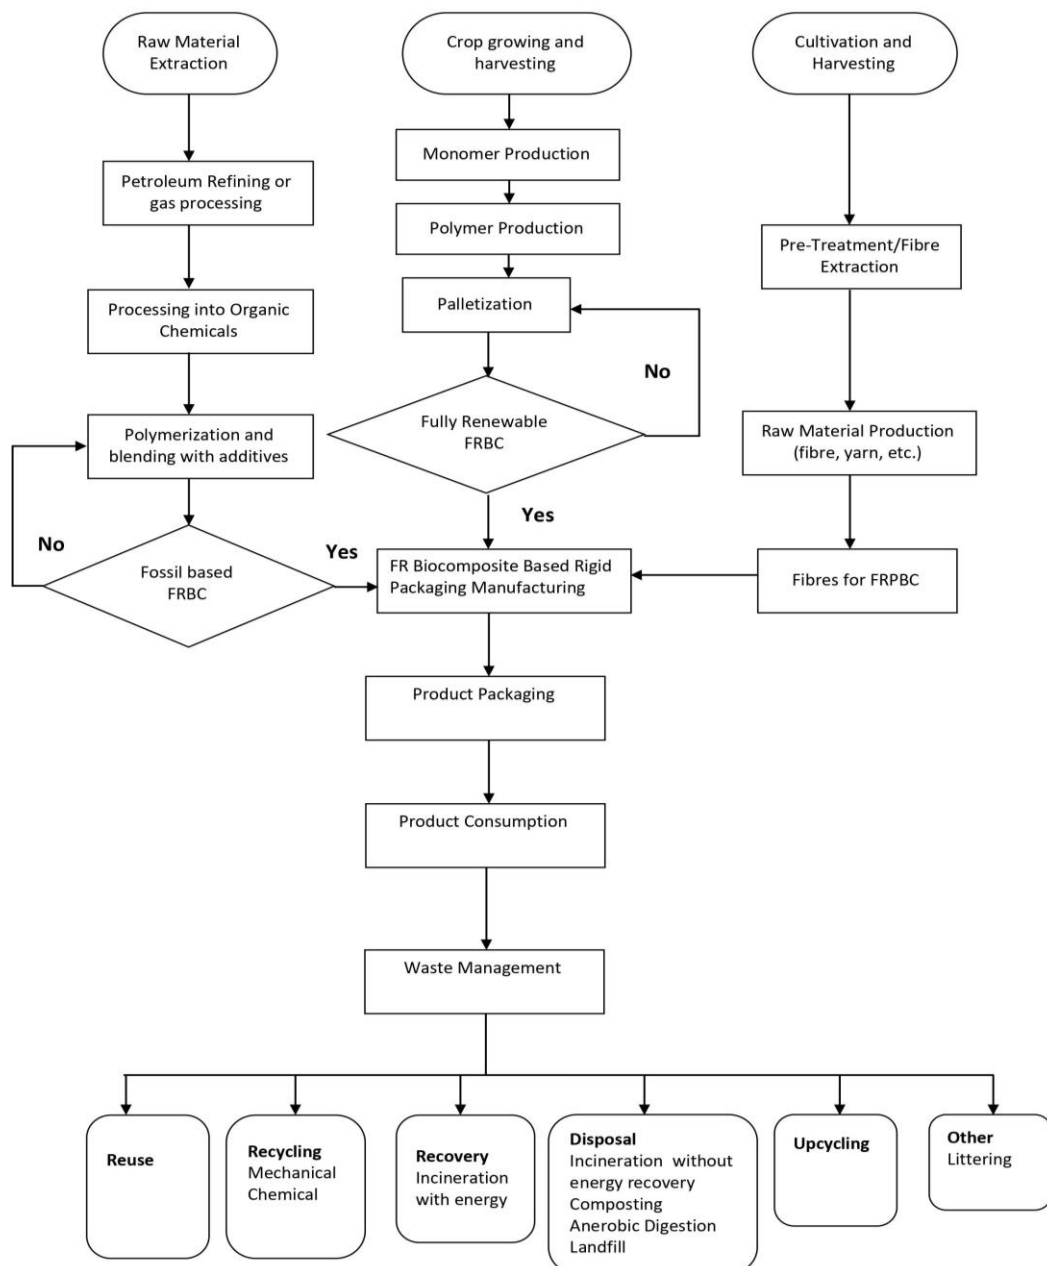 Raw Material
Extraction
Crop growing and
harvesting
Cultivation and
Harvesting
Monomer Production
Petroleum Refining or
gas processing
Polymer Production
Pre-Treatment/Fibre
Extraction
Processing into Organic
Chemicals
Palletization
No
Fully Renewable
FRBC
Polymerization and
blending with additives
Raw Material Production
(fibre, yarn, etc.)
Yes
No
Fossil based
FRBC
Yes
FR Biocomposite Based Rigid
Packaging Manufacturing
Fibres for FRPBC
Product Packaging
Product Consumption
Waste Management
Reuse
Recycling
Mechanical
Chemical
Recovery
Incineration
with energy
Disposal
Incineration without
energy recovery
Composting
Anerobic Digestion
Landfill
Upcycling
Other
Littering